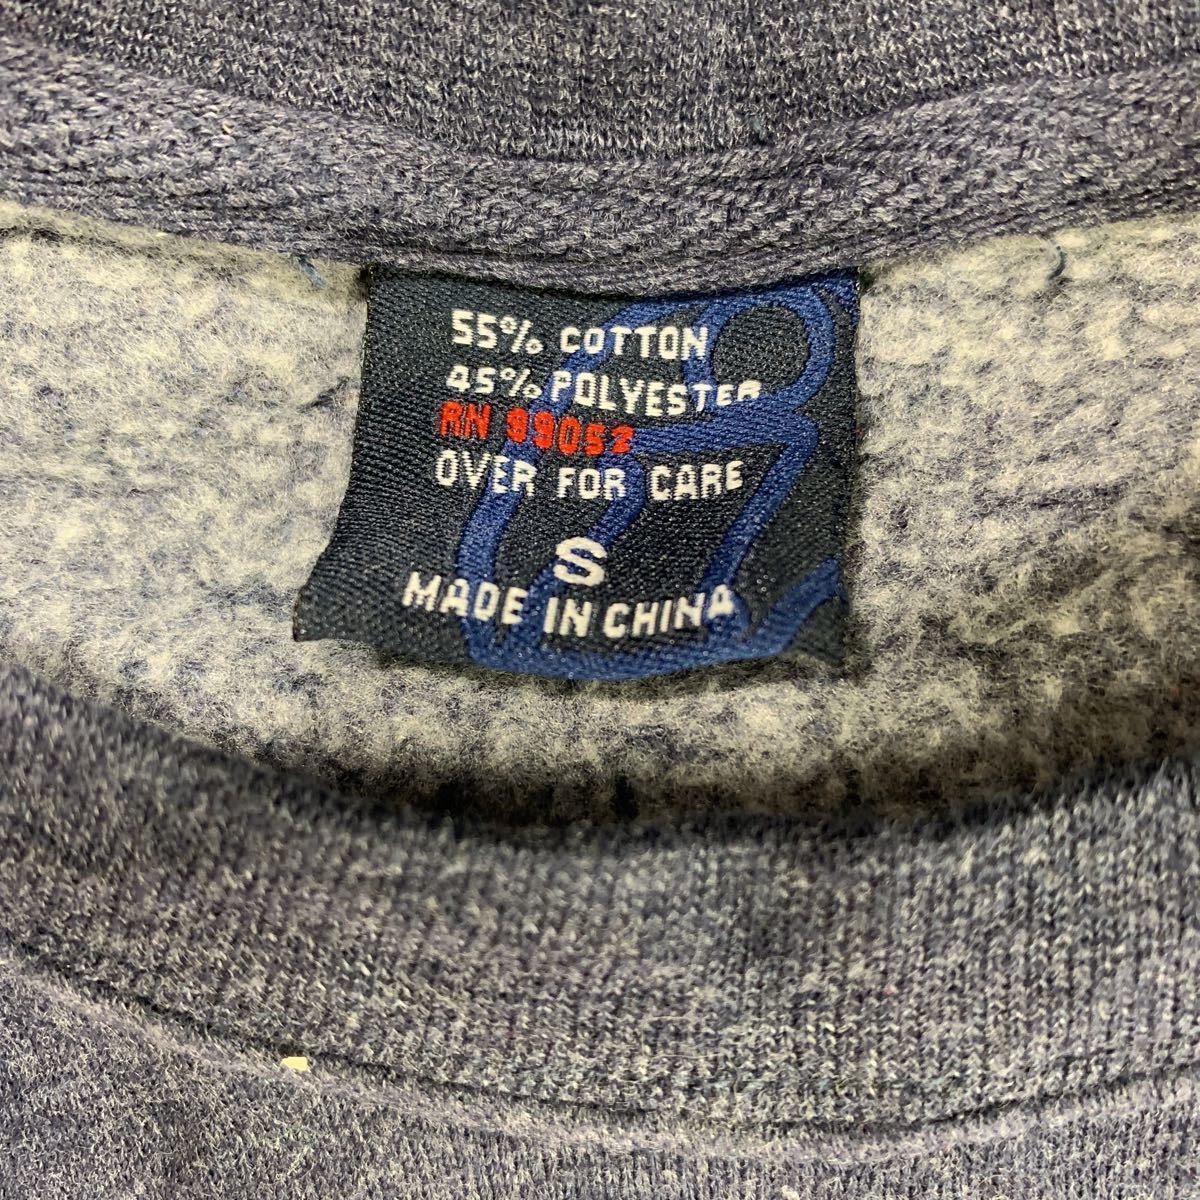 55% COTTON
45% POLYESTER
RN 99052
OVER FOR CARE
S
MADE IN CHINA